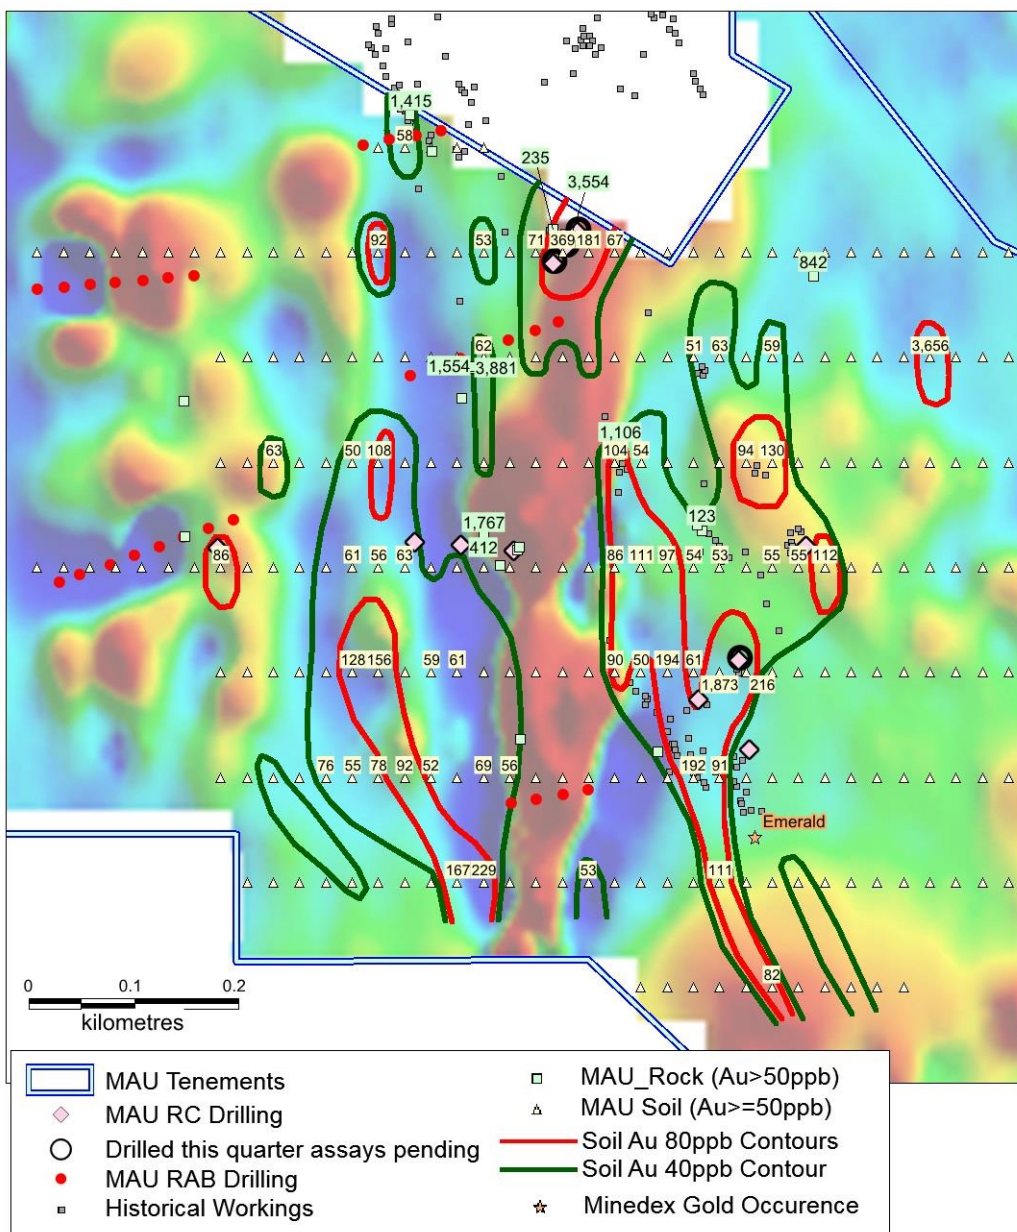 1,415
58
235
3,554
92
53
71 369 181 67
842
62
51 63 59
3,656
1,554-3,881
1,106
63
50 108
104 54
94 130
123
1,767
412
86
61 56 63
86 111 97 54 53
55 55 112
128 156 59 61
90 50 194 61
1,873 216
76 55 78 92 52 69 56
192 91
Emerald
167 229
53
111
82
0 0.1 0.2
kilometres
MAU Tenements
MAU RC Drilling
Drilled this quarter assays pending
MAU RAB Drilling
Historical Workings
MAU_Rock (Au>50ppb)
MAU Soil (Au>=50ppb)
Soil Au 80ppb Contours
Soil Au 40ppb Contour
Minedex Gold Occurence